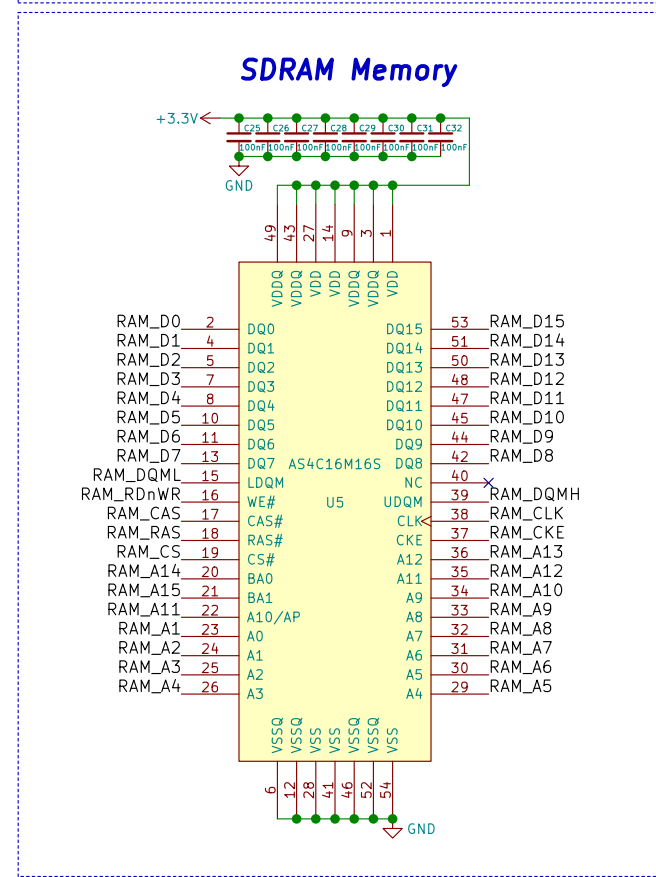 SDRAM Memory
+3.3V
C25 C26 C27 C28 C29 C30 C31 C32
100nF 100nF 100nF 100nF 100nF 100nF 100nF 100nF
GND
49 43 27 14 9 3 1
VDDQ VDDQ VDD VDD VDDQ VDDQ VDD
RAM_D0 2 DQ0 DQ15 53 RAM_D15
RAM_D1 4 DQ1 DQ14 51 RAM_D14
RAM_D2 5 DQ2 DQ13 50 RAM_D13
RAM_D3 7 DQ3 DQ12 48 RAM_D12
RAM_D4 8 DQ4 DQ11 47 RAM_D11
RAM_D5 10 DQ5 DQ10 45 RAM_D10
RAM_D6 11 DQ6 DQ9 44 RAM_D9
RAM_D7 13 DQ7 AS4C16M16S DQ8 42 RAM_D8
RAM_DQML 15 LDQM NC 40
RAM_RDnWR 16 WE# U5 UDQM 39 RAM_DQMH
RAM_CAS 17 CAS# CLK 38 RAM_CLK
RAM_RAS 18 RAS# CKE 37 RAM_CKE
RAM_CS 19 CS# A12 36 RAM_A13
RAM_A14 20 BA0 A11 35 RAM_A12
RAM_A15 21 BA1 A9 34 RAM_A10
RAM_A11 22 A10/AP A8 33 RAM_A9
RAM_A1 23 A0 A7 32 RAM_A8
RAM_A2 24 A1 A6 31 RAM_A7
RAM_A3 25 A2 A5 30 RAM_A6
RAM_A4 26 A3 A4 29 RAM_A5
VSSQ VSSQ VSS VSS VSSQ VSSQ VSS
6 12 28 41 46 52 54
GND